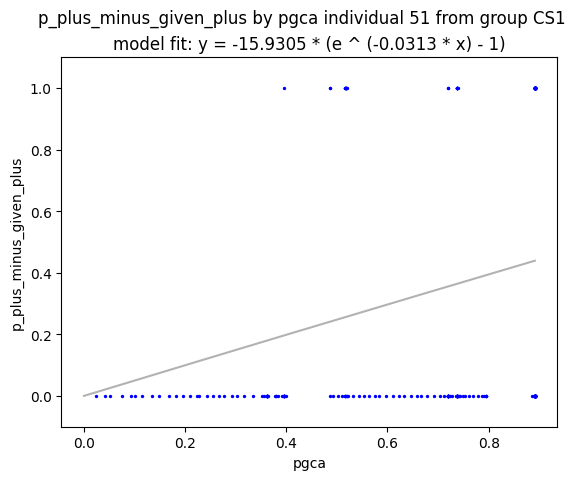 p_plus_minus_given_plus by pgca individual 51 from group CS1
model fit: y = -15.9305 * (e ^ (-0.0313 * x) - 1)
1.0
0.8
0.6
0.4
0.2
0.0
p_plus_minus_given_plus
0.0 0.2 0.4 0.6 0.8
pgca